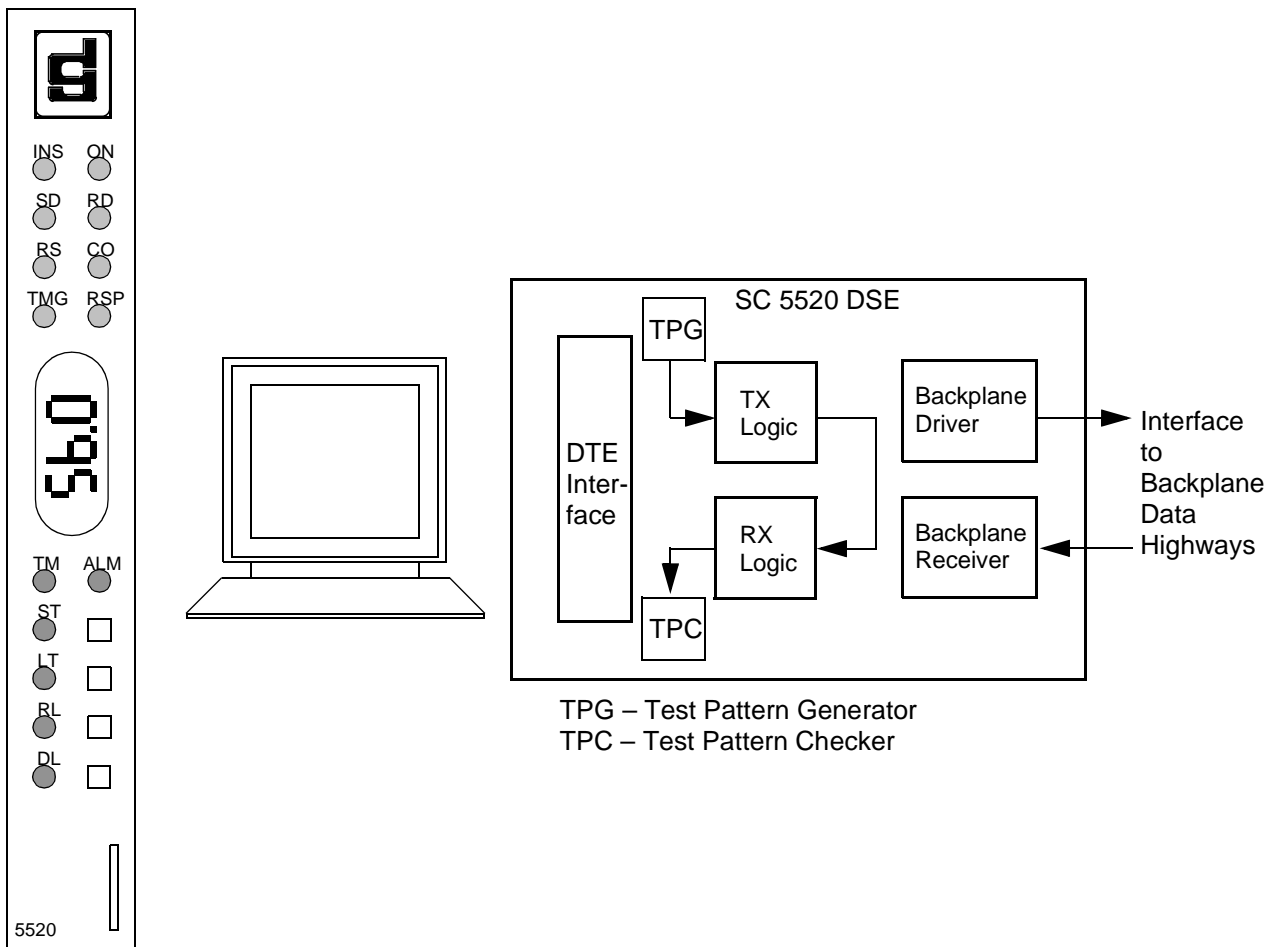 INS ON
SD RD
RS CO
TMG RSP
56.0
TM ALM
ST
LT
RL
DL
5520
SC 5520 DSE
TPG
DTE
Inter-
face
TX
Logic
Backplane
Driver
RX
Logic
Backplane
Receiver
TPC
Interface
to
Backplane
Data
Highways
TPG – Test Pattern Generator
TPC – Test Pattern Checker